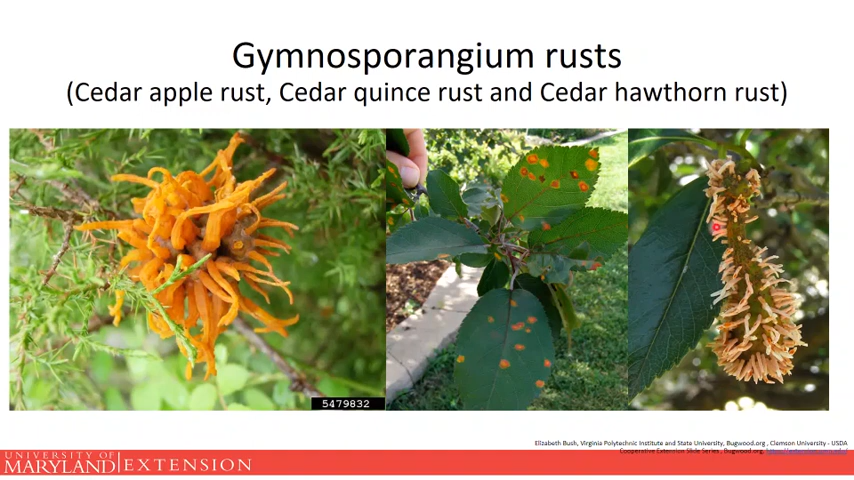 Gymnosporangium rusts
(Cedar apple rust, Cedar quince rust and Cedar hawthorn rust)
5479832
Elizabeth Bush, Virginia Polytechnic Institute and State University, Bugwood.org , Clemson University - USDA
Cooperative Extension Slide Series , Bugwood.org,
UNIVERSITY OF
MARYLAND EXTENSION